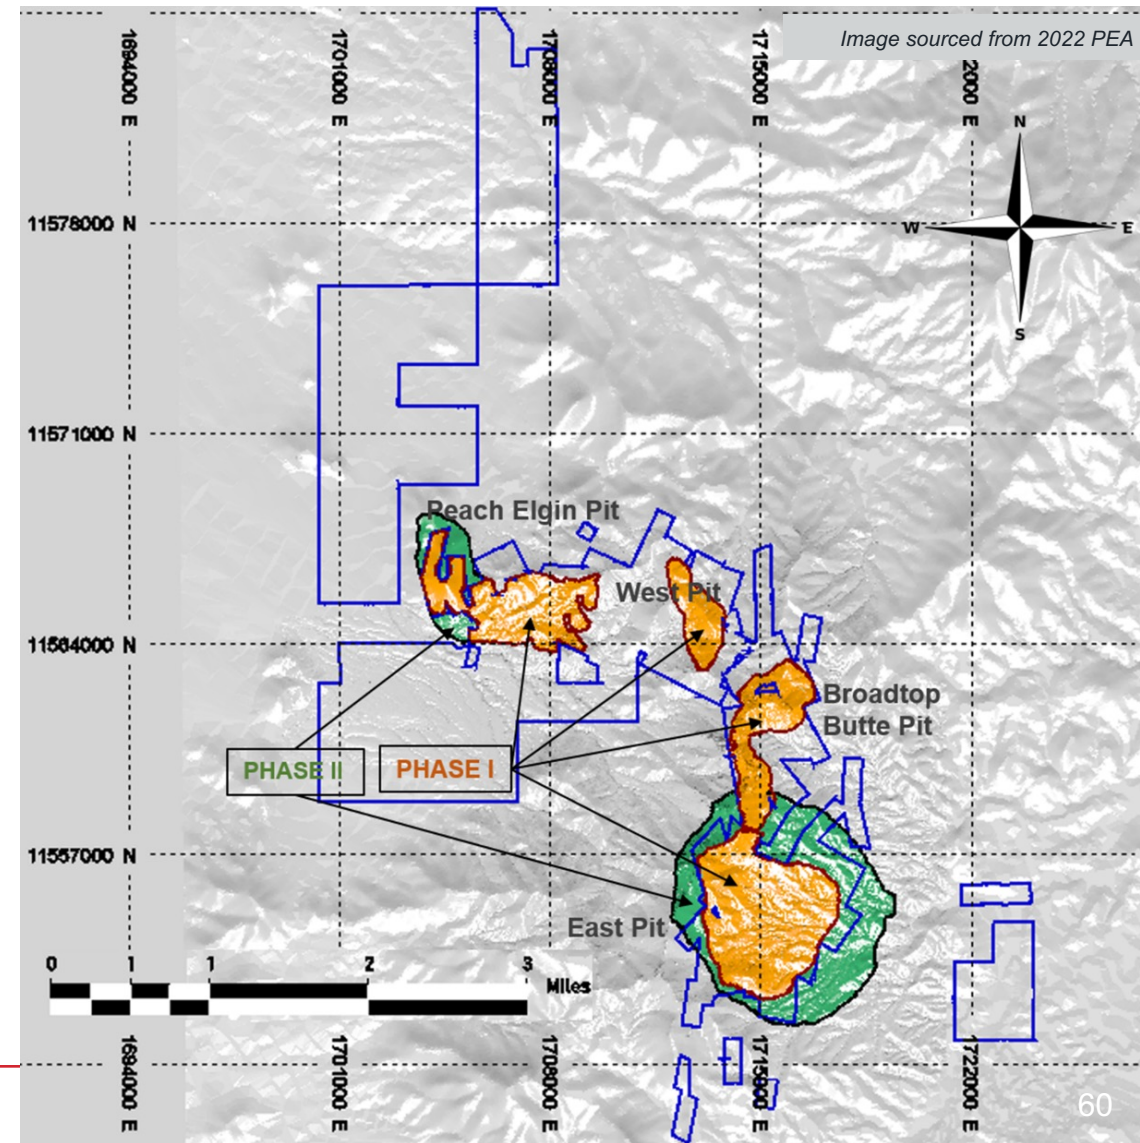 Image sourced from 2022 PEA
1694000 E
1701000 E
1708000 E
1715000 E
2000 E
N
W
E
S
11578000 N
11571000 N
Peach Elgin Pit
West Pit
11564000 N
Broadtop
Butte Pit
PHASE II
PHASE I
11557000 N
East Pit
0 1 1 2 3
Miles
1694000 E
1701000 E
1708000 E
1715000 E
1722000 E
60